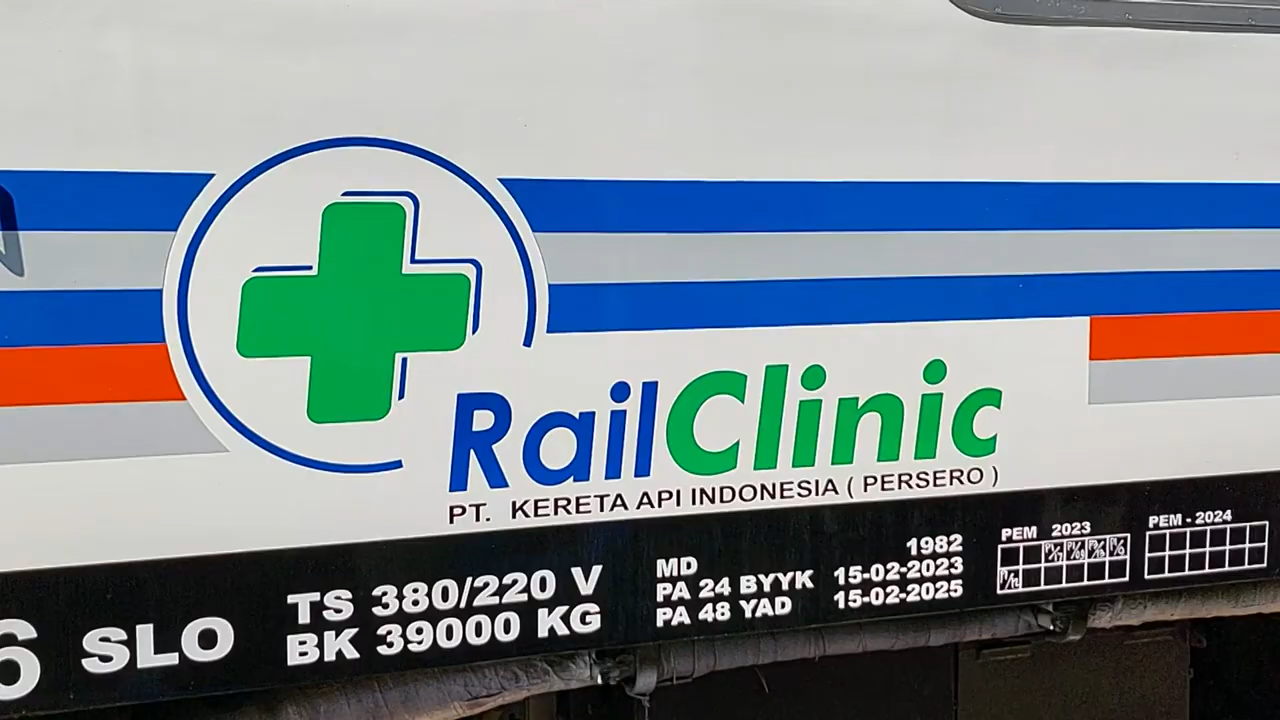 RailClinic
PT. KERETA API INDONESIA ( PERSERO )
6 SLO
TS 380/220 V
BK 39000 KG
MD 1982
PA 24 BYYK 15-02-2023
PA 48 YAD 15-02-2025
PEM 2023
PEM - 2024